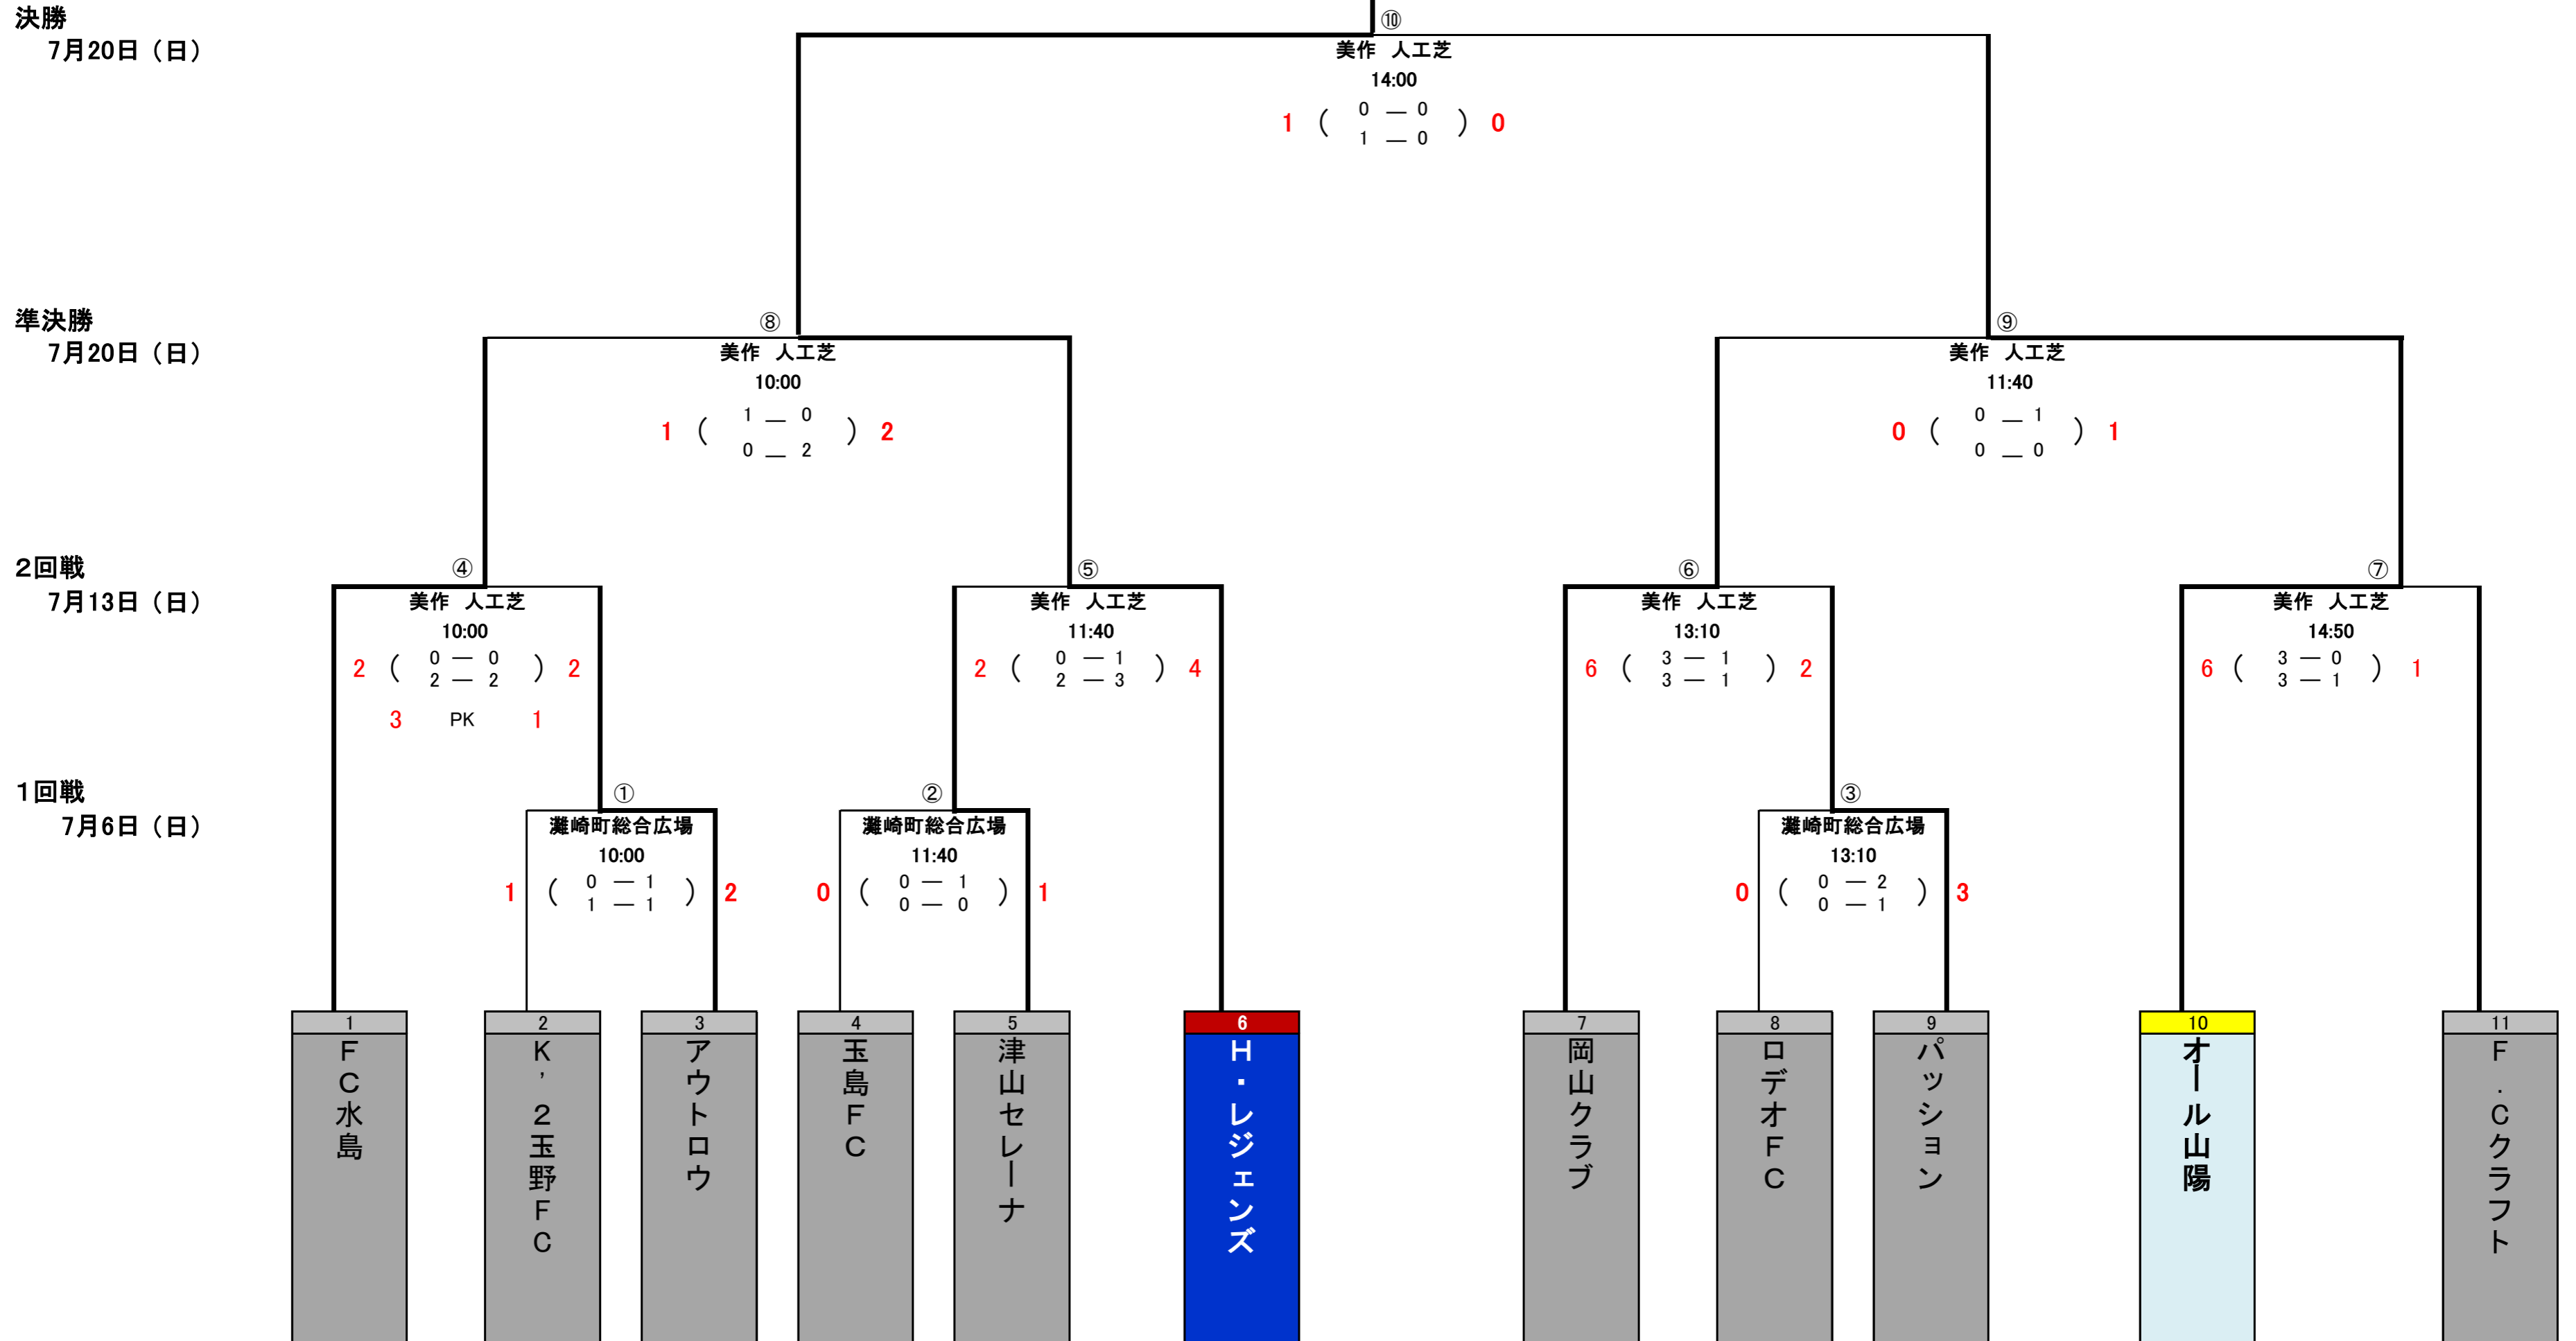 決勝
7月20日（日）
⑩
美作　人工芝
14:00
1 （ 0 ― 0 ） 0
1 ― 0
準決勝
7月20日（日）
⑧
美作　人工芝
10:00
1 （ 1 ― 0 ） 2
0 ― 2
⑨
美作　人工芝
11:40
0 （ 0 ― 1 ） 1
0 ― 0
２回戦
7月13日（日）
④
美作　人工芝
10:00
2 （ 0 ― 0 ） 2
2 ― 2
3 PK 1
⑤
美作　人工芝
11:40
2 （ 0 ― 1 ） 4
2 ― 3
⑥
美作　人工芝
13:10
6 （ 3 ― 1 ） 2
3 ― 1
⑦
美作　人工芝
14:50
6 （ 3 ― 0 ） 1
3 ― 1
１回戦
7月6日（日）
①
灘崎町総合広場
10:00
1 （ 0 ― 1 ） 2
1 ― 1
②
灘崎町総合広場
11:40
0 （ 0 ― 1 ） 1
0 ― 0
③
灘崎町総合広場
13:10
0 （ 0 ― 2 ） 3
0 ― 1
1
ＦＣ水島
2
Ｋ’２玉野ＦＣ
3
アウトロウ
4
玉島ＦＣ
5
津山セレーナ
6
Ｈ・レジェンズ
7
岡山クラブ
8
ロデオＦＣ
9
パッション
10
オール山陽
11
Ｆ．Ｃクラフト